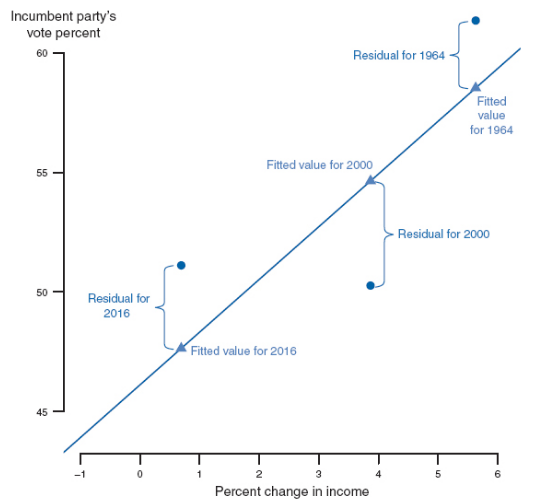 Incumbent party's
vote percent
60
Residual for 1964
Fitted
value
for 1964
Fitted value for 2000
55
Residual for 2000
50
Residual for
2016
Fitted value for 2016
45
–1 0 1 2 3 4 5 6
Percent change in income